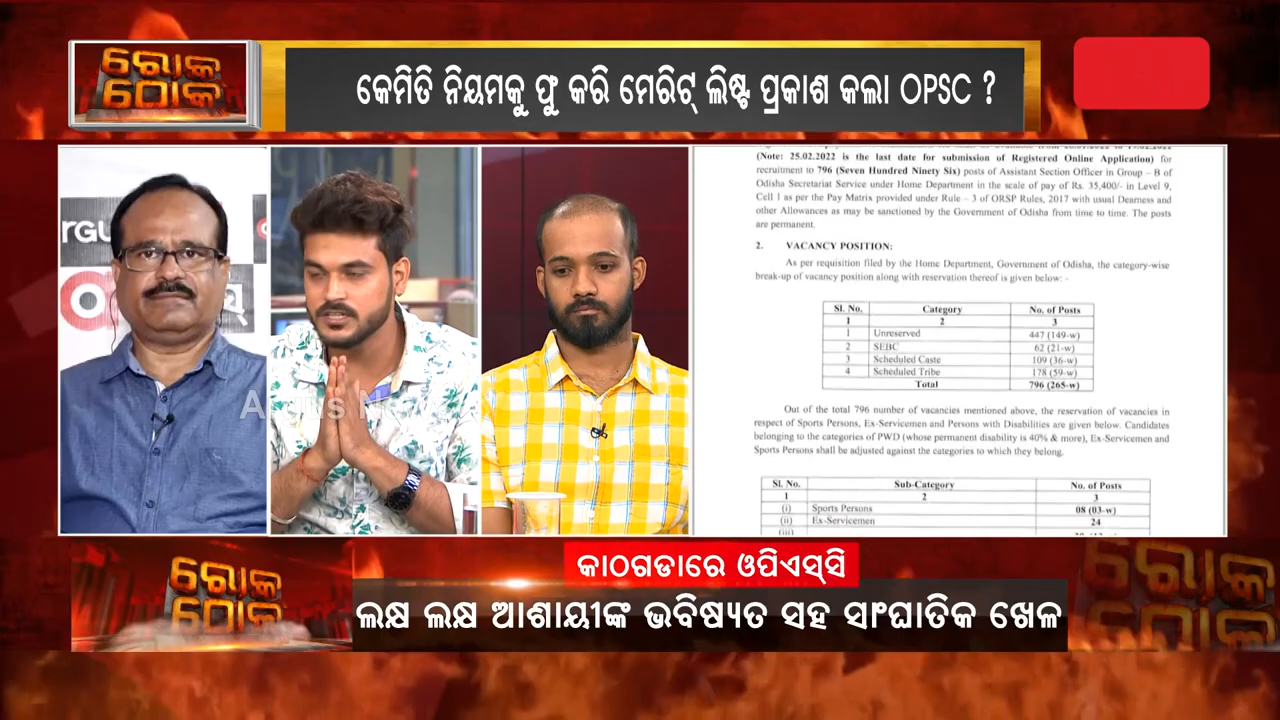 ରୋକ
ଠୋକ
କେମିତି ନିୟମକୁ ଫୁ କରି ମେରିଟ୍ ଲିଷ୍ଟ ପ୍ରକାଶ କଲା OPSC ?
(Note: 25.02.2022 is the last date for submission of Registered Online Application) for
recruitment to 796 (Seven Hundred Ninety Six) posts of Assistant Section Officer in Group – B of
Odisha Secretariat Service under Home Department in the scale of pay of Rs. 35,400/- in Level 9,
Cell 1 as per the Pay Matrix provided under Rule – 3 of ORSP Rules, 2017 with usual Dearness and
other Allowances as may be sanctioned by the Government of Odisha from time to time. The posts
are permanent.
2. VACANCY POSITION:
As per requisition filed by the Home Department, Government of Odisha, the category-wise
break-up of vacancy position along with reservation thereof is given below: -
Sl. No. Category No. of Posts
1 2 3
1 Unreserved 447 (149-w)
2 SEBC 62 (21-w)
3 Scheduled Caste 109 (36-w)
4 Scheduled Tribe 178 (59-w)
Total 796 (265-w)
Out of the total 796 number of vacancies mentioned above, the reservation of vacancies in
respect of Sports Persons, Ex-Servicemen and Persons with Disabilities are given below. Candidates
belonging to the categories of PWD (whose permanent disability is 40% & more), Ex-Servicemen and
Sports Persons shall be adjusted against the categories to which they belong.
Sl. No. Sub-Category No. of Posts
1 2 3
(i) Sports Persons 08 (03-w)
(ii) Ex-Servicemen 24
Argus News
କାଠଗଡାରେ ଓପିଏସ୍‌ସି
ରୋକ
ଠୋକ
ଲକ୍ଷ ଲକ୍ଷ ଆଶାୟୀଙ୍କ ଭବିଷ୍ୟତ ସହ ସାଂଘାତିକ ଖେଳ
ରୋକ